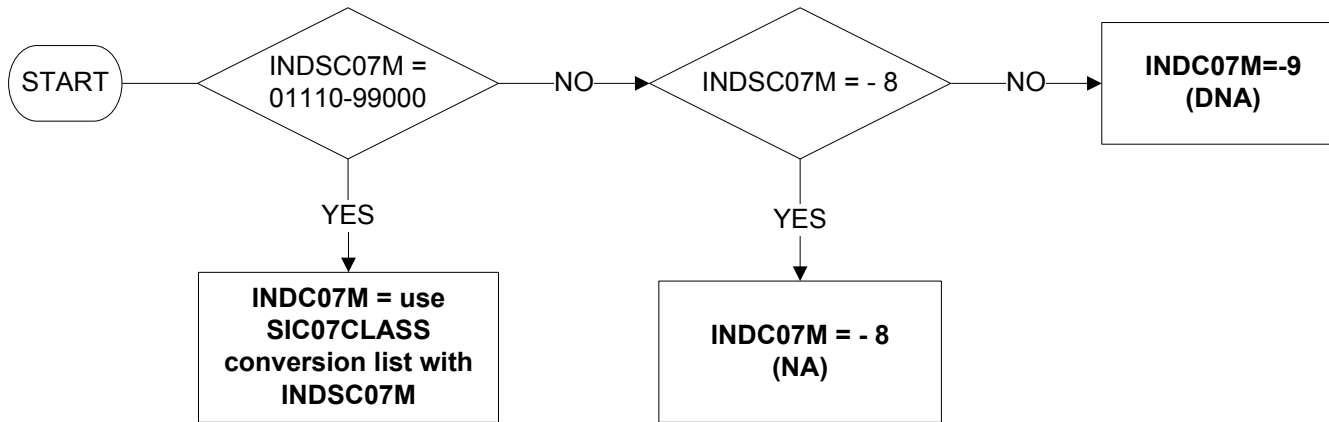 START
INDSC07M =
01110-99000
NO
INDSC07M = - 8
NO
INDC07M=-9
(DNA)
YES
YES
INDC07M = use
SIC07CLASS
conversion list with
INDSC07M
INDC07M = - 8
(NA)